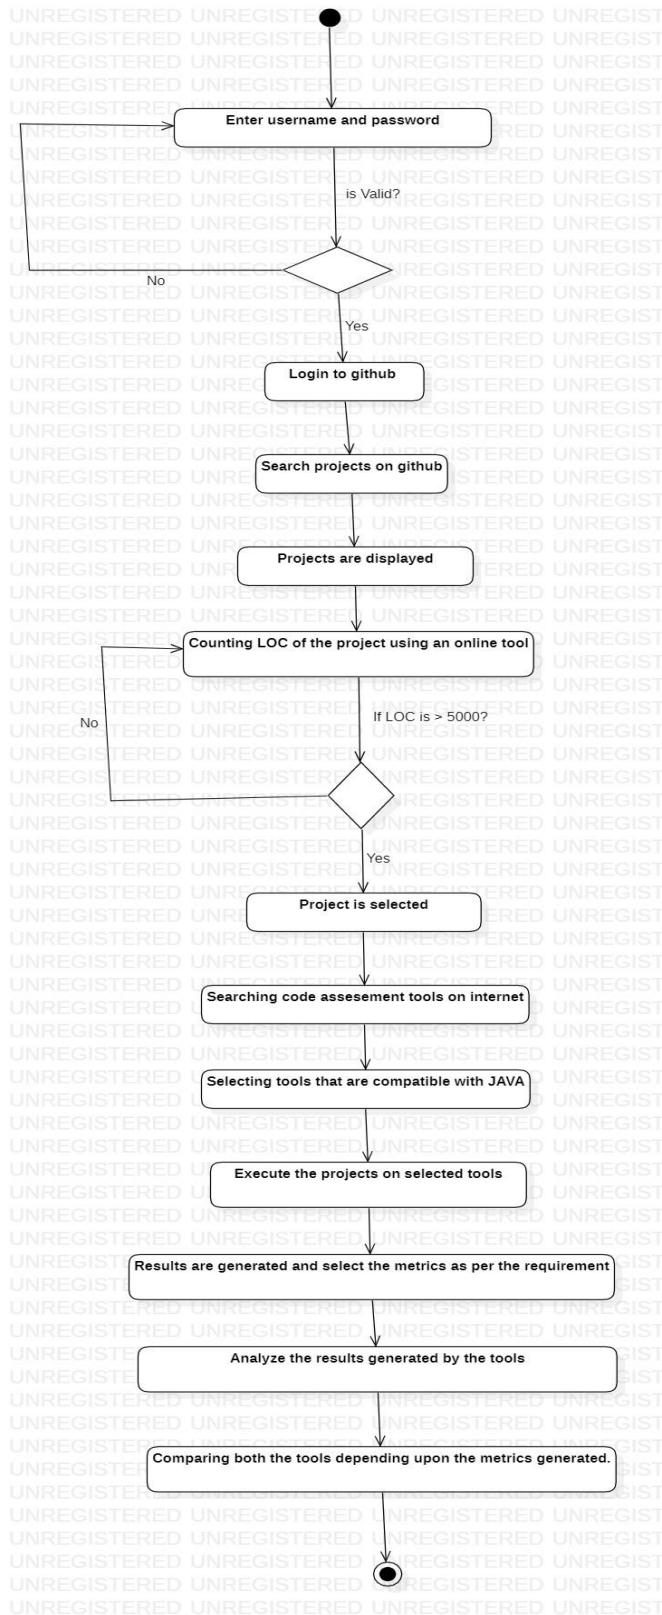 Enter username and password
is Valid?
No
Yes
Login to github
Search projects on github
Projects are displayed
Counting LOC of the project using an online tool
If LOC is > 5000?
No
Yes
Project is selected
Searching code assesement tools on internet
Selecting tools that are compatible with JAVA
Execute the projects on selected tools
Results are generated and select the metrics as per the requirement
Analyze the results generated by the tools
Comparing both the tools depending upon the metrics generated.
UNREGISTERED UNREGISTERED UNREGISTERED UNREGIST